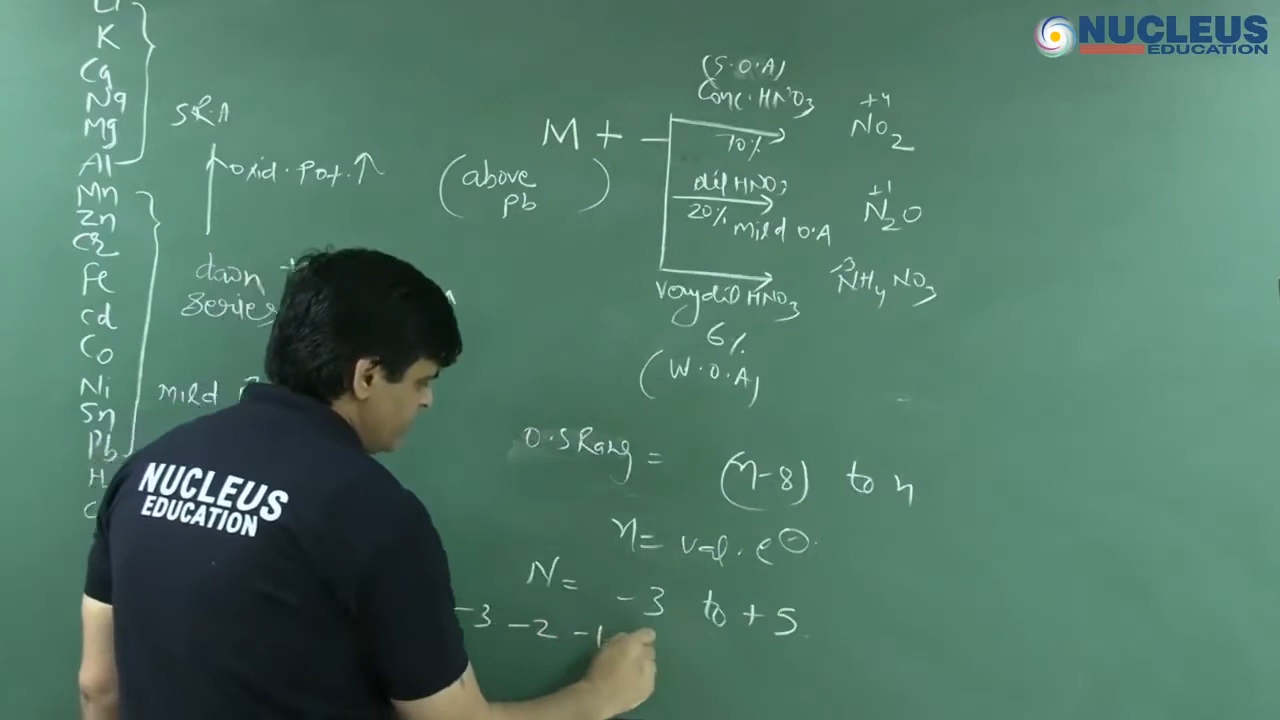 NUCLEUS
EDUCATION
Li
K
Ca
Na
Mg
Al
Mn
Zn
Cr
Fe
Cd
Co
Ni
Sn
Pb
H
S.R.A
oxid. pot. ↑
down
series
mild
M +
(above
Pb)
(S.O.A)
Conc. HNO3
70%
+4
NO2
dil HNO3
20% mild O.A
+1
N2O
very dil HNO3
6%
(W.O.A)
-3
NH4 NO3
O.S Rang = (n-8) to n
n = val. e⊖.
N = -3 to +5.
-3 -2 -1
NUCLEUS
EDUCATION